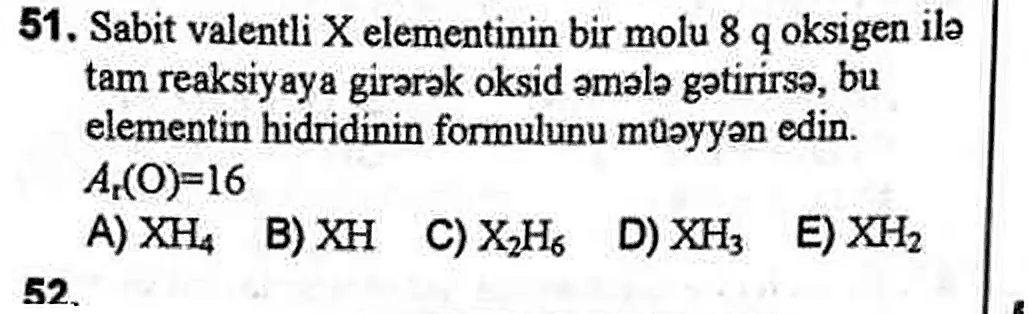 51. Sabit valentli X elementinin bir molu 8 q oksigen ilə
tam reaksiyaya girərək oksid əmələ gətirirsə, bu
elementin hidridinin formulunu müəyyən edin.
Aᵣ(O)=16
A) XH₄ B) XH C) X₂H₆ D) XH₃ E) XH₂
52.